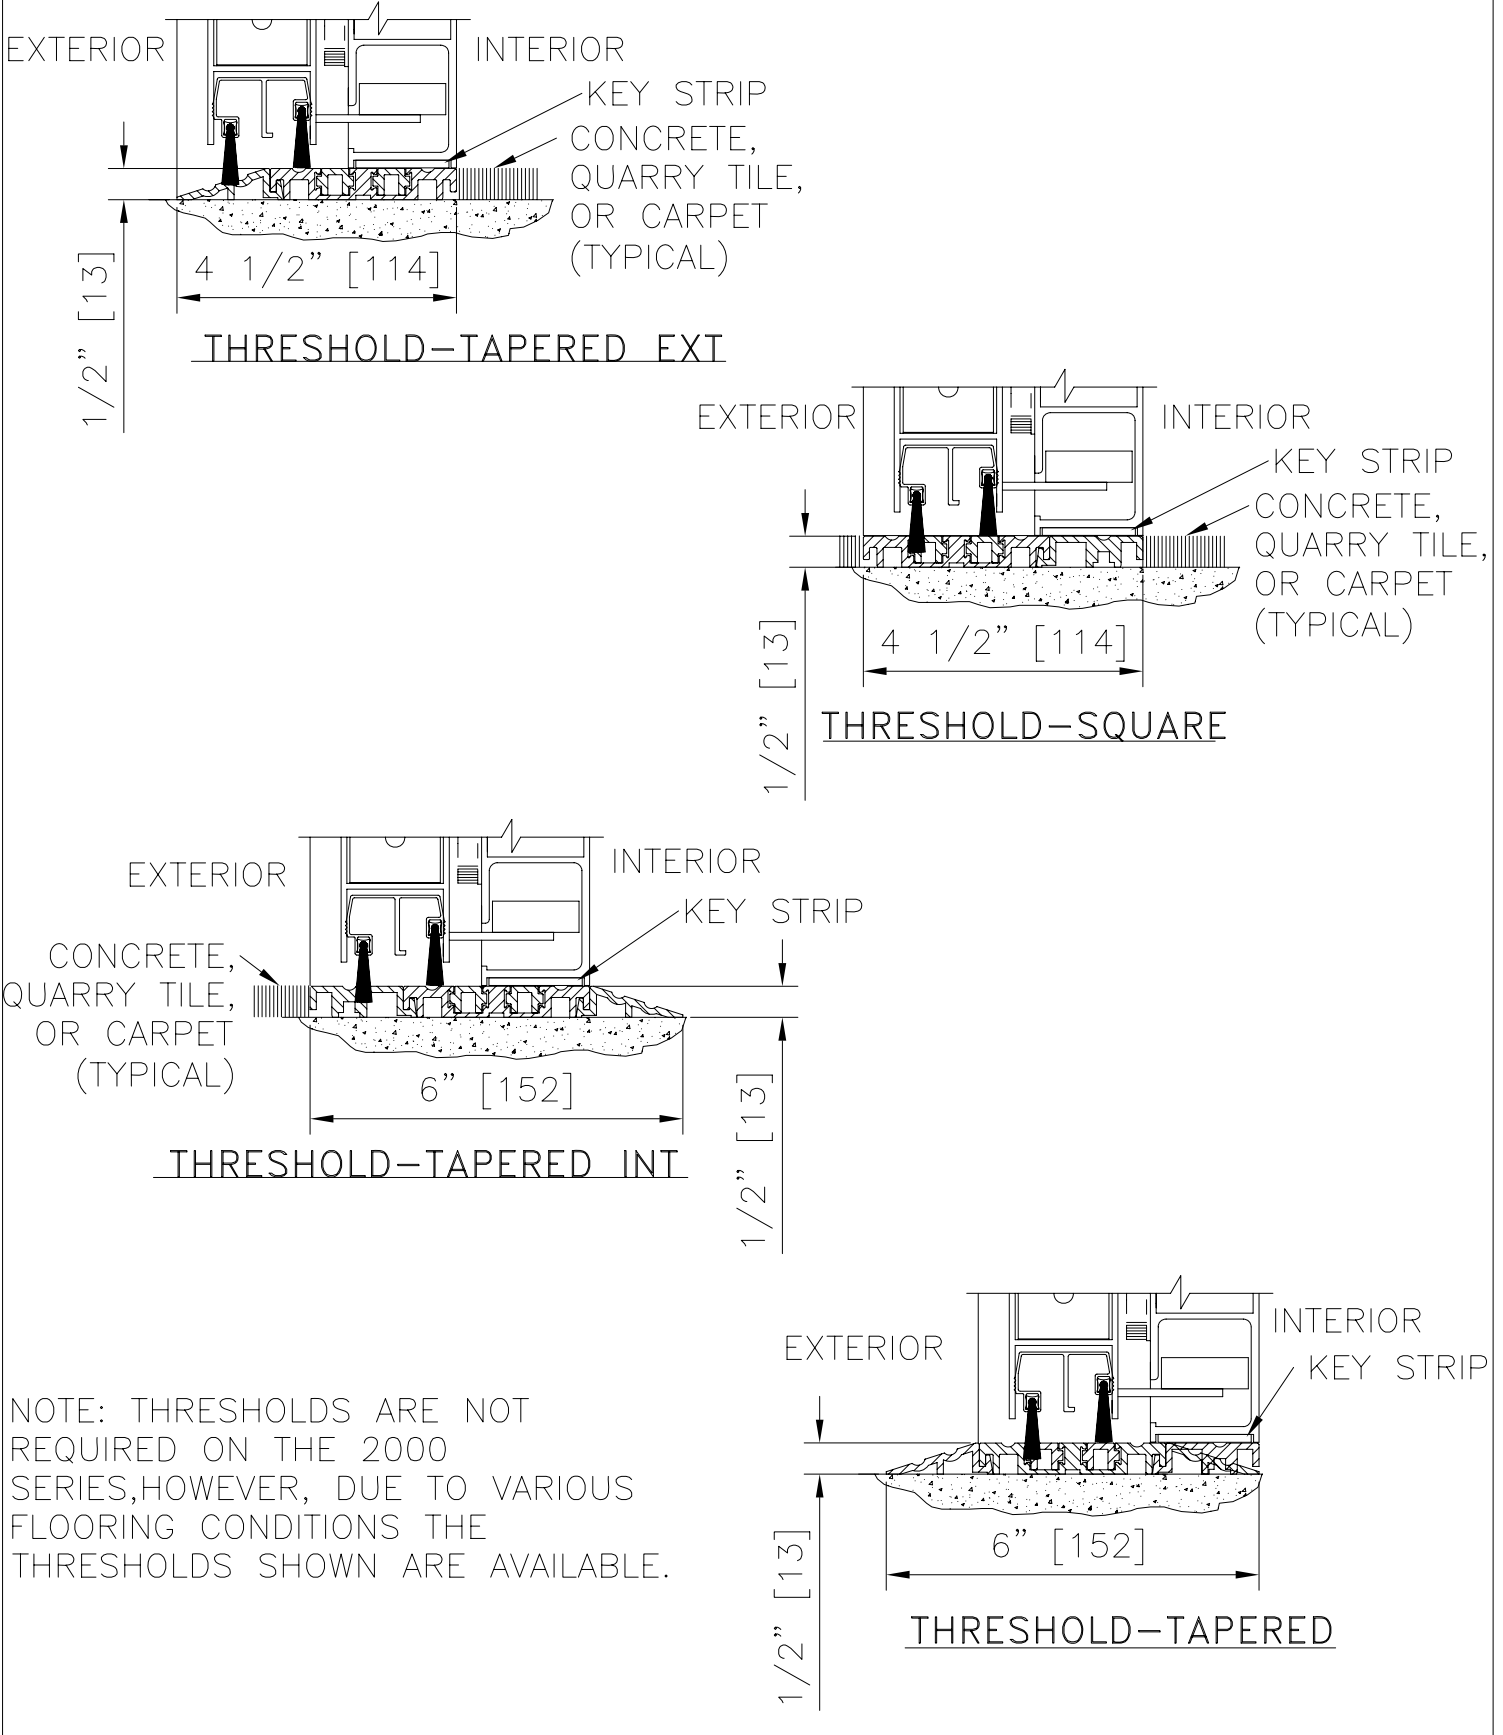 EXTERIOR
INTERIOR
KEY STRIP
CONCRETE,
QUARRY TILE,
OR CARPET
(TYPICAL)
1/2" [13]
4 1/2" [114]
THRESHOLD-TAPERED EXT
EXTERIOR
INTERIOR
KEY STRIP
CONCRETE,
QUARRY TILE,
OR CARPET
(TYPICAL)
1/2" [13]
4 1/2" [114]
THRESHOLD-SQUARE
EXTERIOR
INTERIOR
KEY STRIP
CONCRETE,
QUARRY TILE,
OR CARPET
(TYPICAL)
6" [152]
1/2" [13]
THRESHOLD-TAPERED INT
EXTERIOR
INTERIOR
KEY STRIP
1/2" [13]
6" [152]
THRESHOLD-TAPERED
NOTE: THRESHOLDS ARE NOT
REQUIRED ON THE 2000
SERIES,HOWEVER, DUE TO VARIOUS
FLOORING CONDITIONS THE
THRESHOLDS SHOWN ARE AVAILABLE.